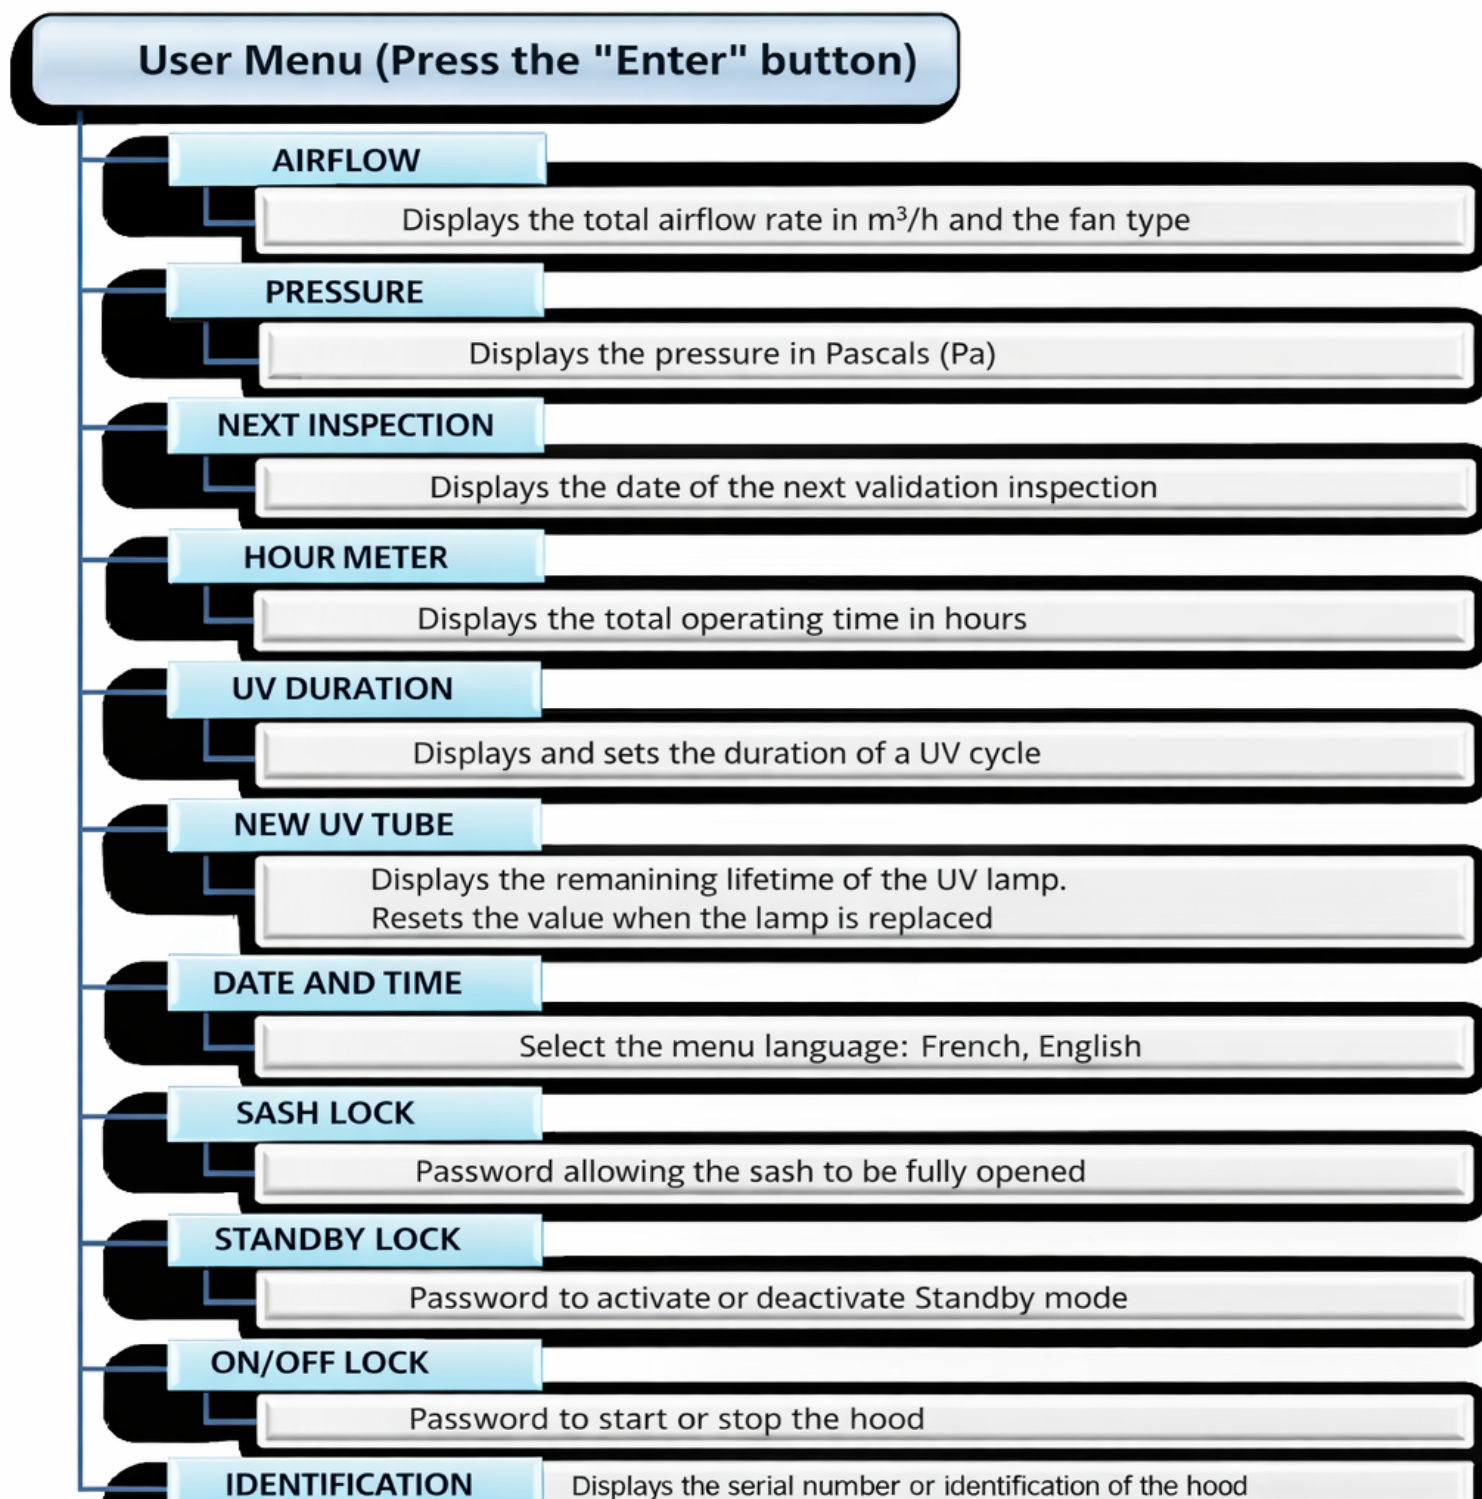 User Menu (Press the "Enter" button)
AIRFLOW
Displays the total airflow rate in m³/h and the fan type
PRESSURE
Displays the pressure in Pascals (Pa)
NEXT INSPECTION
Displays the date of the next validation inspection
HOUR METER
Displays the total operating time in hours
UV DURATION
Displays and sets the duration of a UV cycle
NEW UV TUBE
Displays the remanining lifetime of the UV lamp.
Resets the value when the lamp is replaced
DATE AND TIME
Select the menu language: French, English
SASH LOCK
Password allowing the sash to be fully opened
STANDBY LOCK
Password to activate or deactivate Standby mode
ON/OFF LOCK
Password to start or stop the hood
IDENTIFICATION
Displays the serial number or identification of the hood